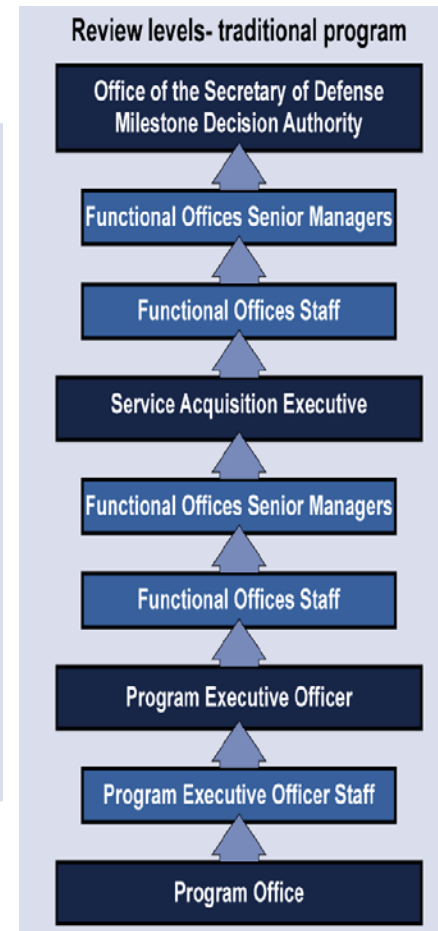 Review levels- traditional program
Office of the Secretary of Defense
Milestone Decision Authority
Functional Offices Senior Managers
Functional Offices Staff
Service Acquisition Executive
Functional Offices Senior Managers
Functional Offices Staff
Program Executive Officer
Program Executive Officer Staff
Program Office